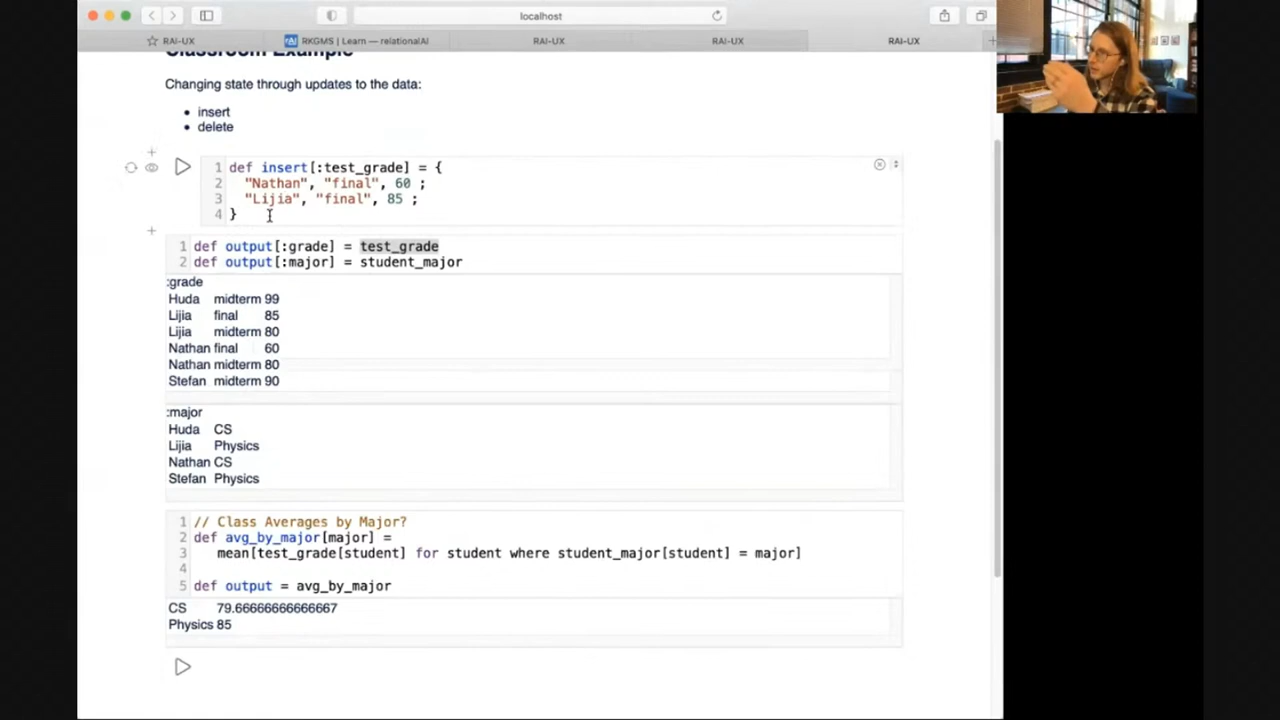 localhost
RAI-UX
RKGMS | Learn — relationalAI
RAI-UX
RAI-UX
RAI-UX
Classroom Example
Changing state through updates to the data:
• insert
• delete
1 def insert[:test_grade] = {
2 "Nathan", "final", 60 ;
3 "Lijia", "final", 85 ;
4 }
1 def output[:grade] = test_grade
2 def output[:major] = student_major
:grade
Huda midterm 99
Lijia final 85
Lijia midterm 80
Nathan final 60
Nathan midterm 80
Stefan midterm 90
:major
Huda CS
Lijia Physics
Nathan CS
Stefan Physics
1 // Class Averages by Major?
2 def avg_by_major[major] =
3 mean[test_grade[student] for student where student_major[student] = major]
4
5 def output = avg_by_major
CS 79.66666666666667
Physics 85